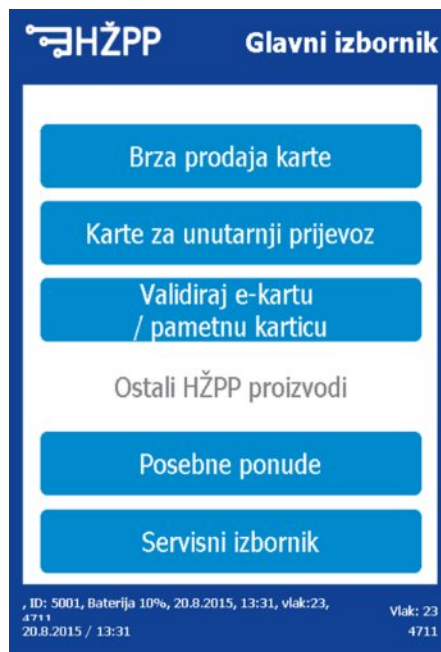 HŽPP
Glavni izbornik
Brza prodaja karte
Karte za unutarnji prijevoz
Validiraj e-kartu
/ pametnu karticu
Ostali HŽPP proizvodi
Posebne ponude
Servisni izbornik
, ID: 5001, Baterija 10%, 20.8.2015, 13:31, vlak:23,
4711
20.8.2015 / 13:31
Vlak: 23
4711